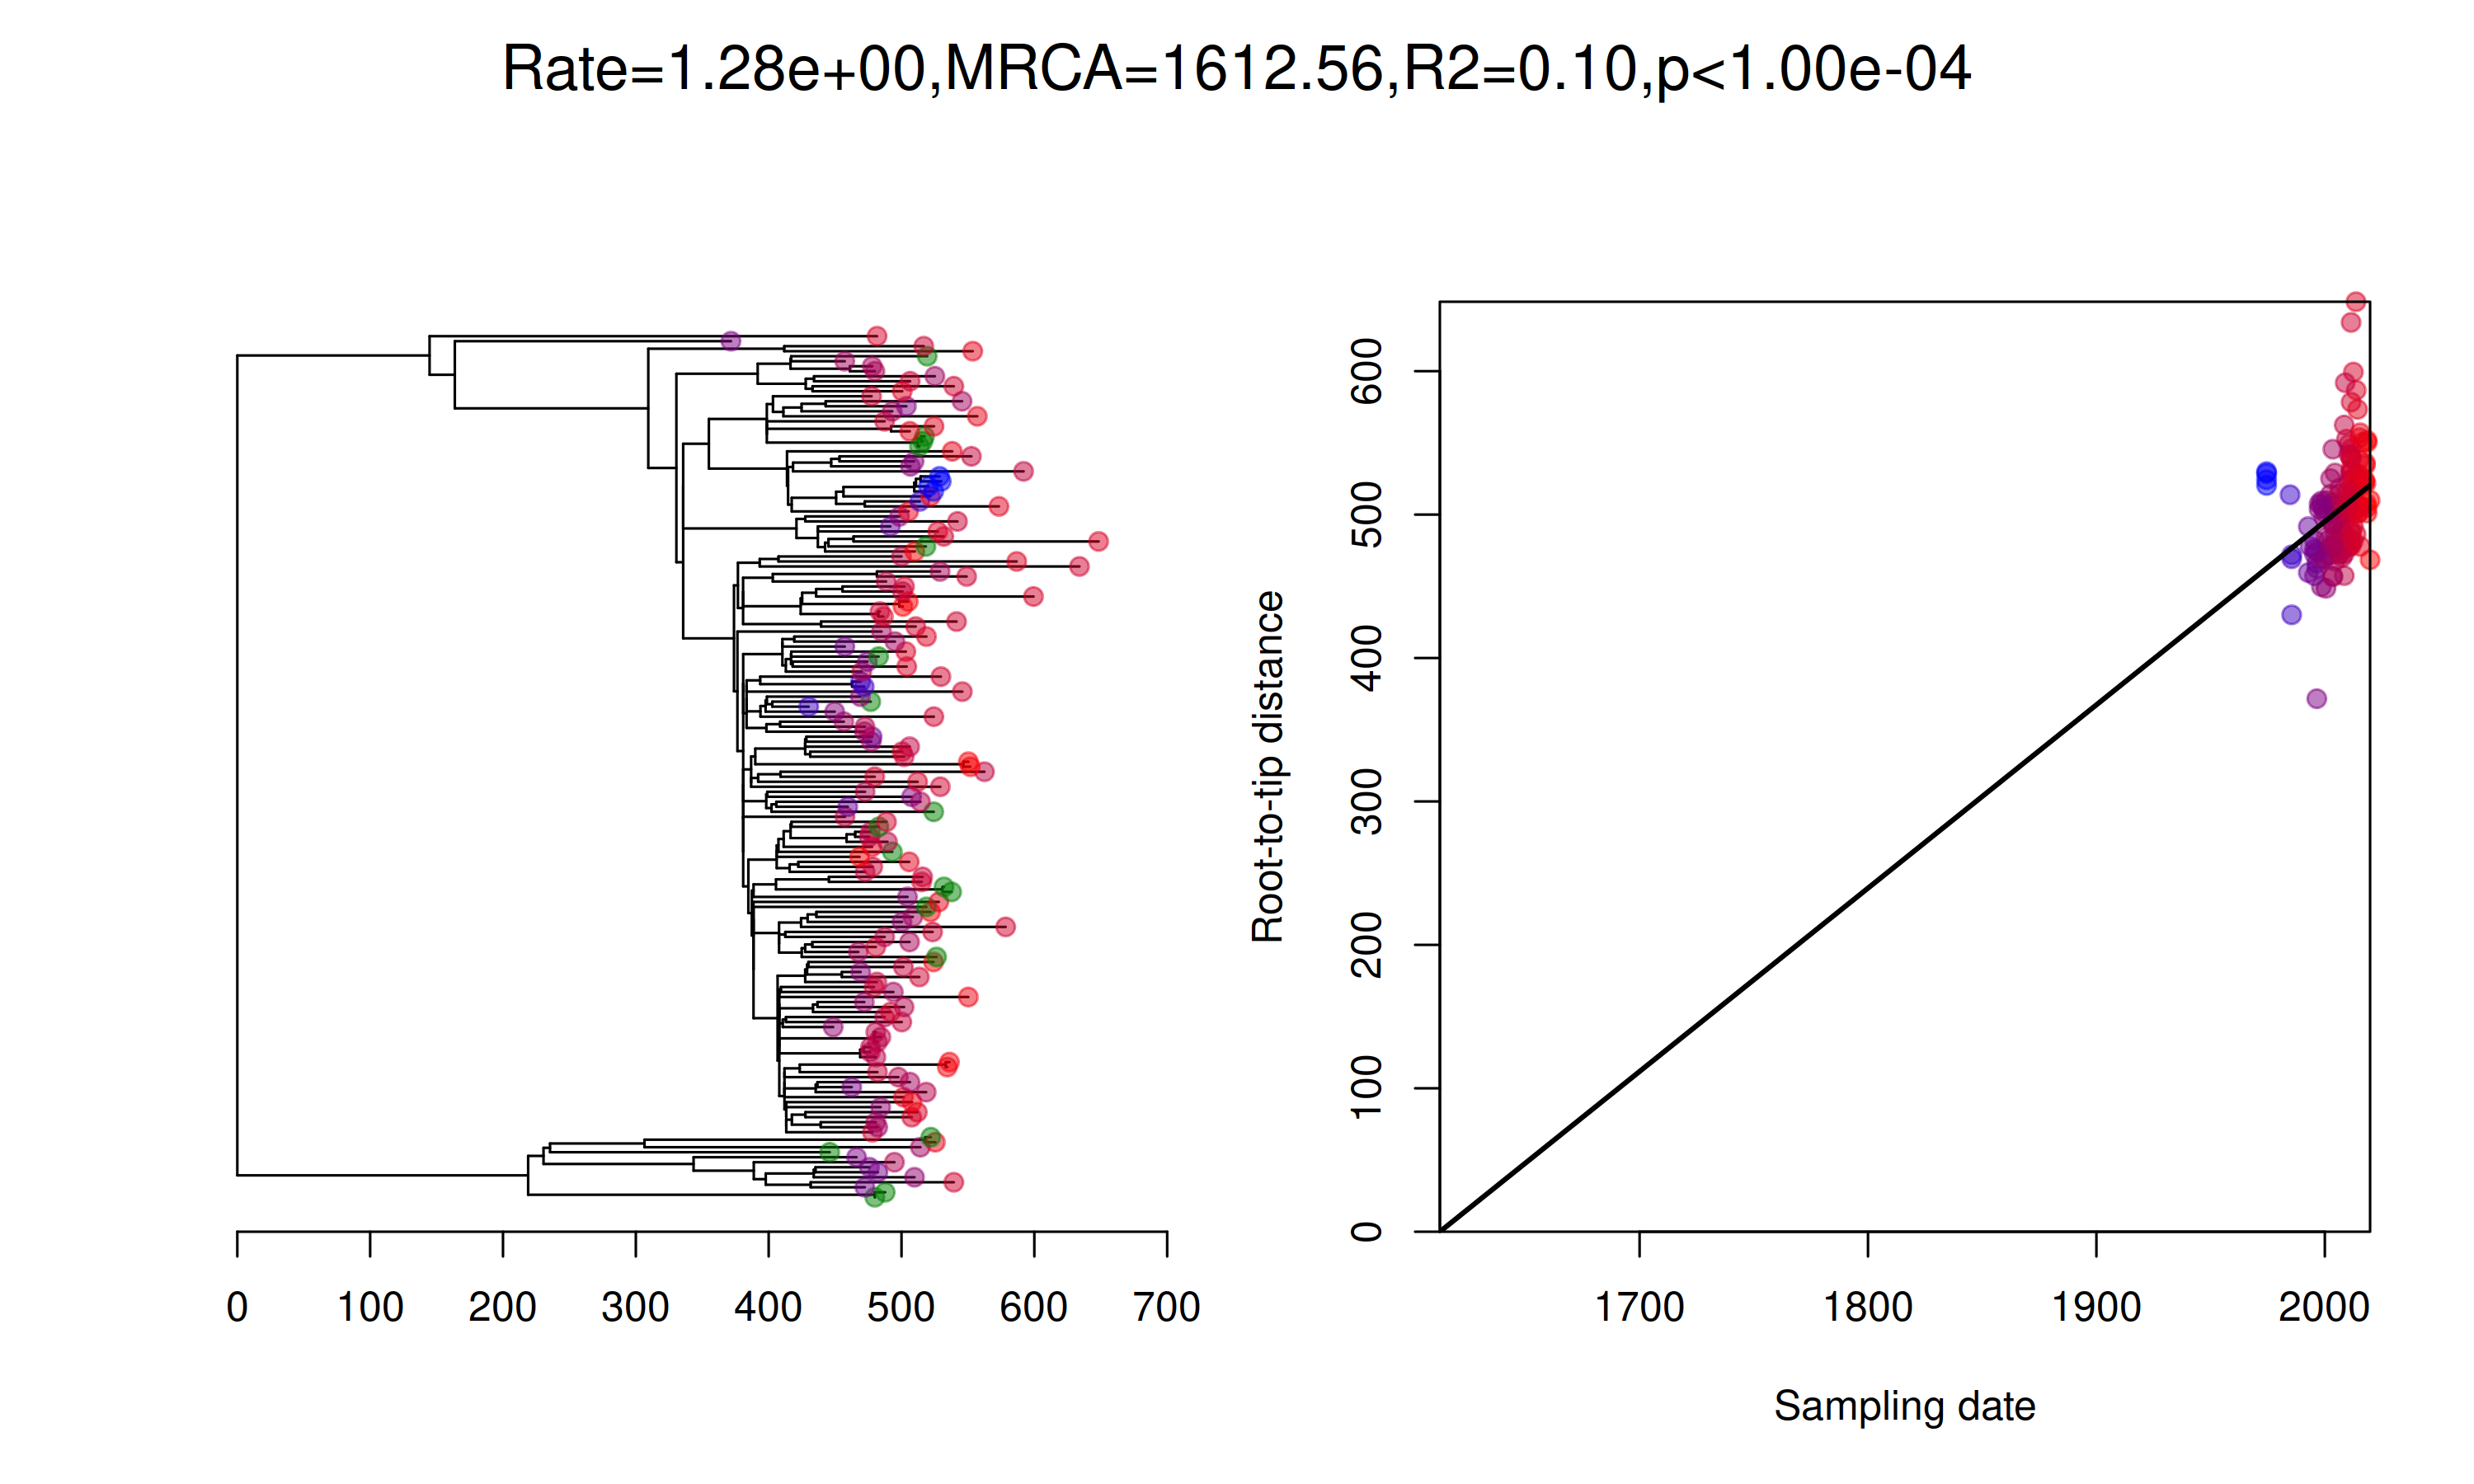 Rate=1.28e+00,MRCA=1612.56,R2=0.10,p<1.00e-04
0 100 200 300 400 500 600 700
Root-to-tip distance
600
500
400
300
200
100
0
1700 1800 1900 2000
Sampling date